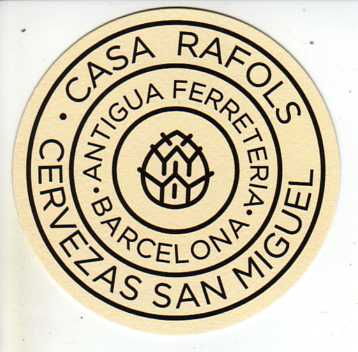 · CASA RAFOLS
CERVEZAS SAN MIGUEL
· ANTIGUA FERRETERIA ·
BARCELONA